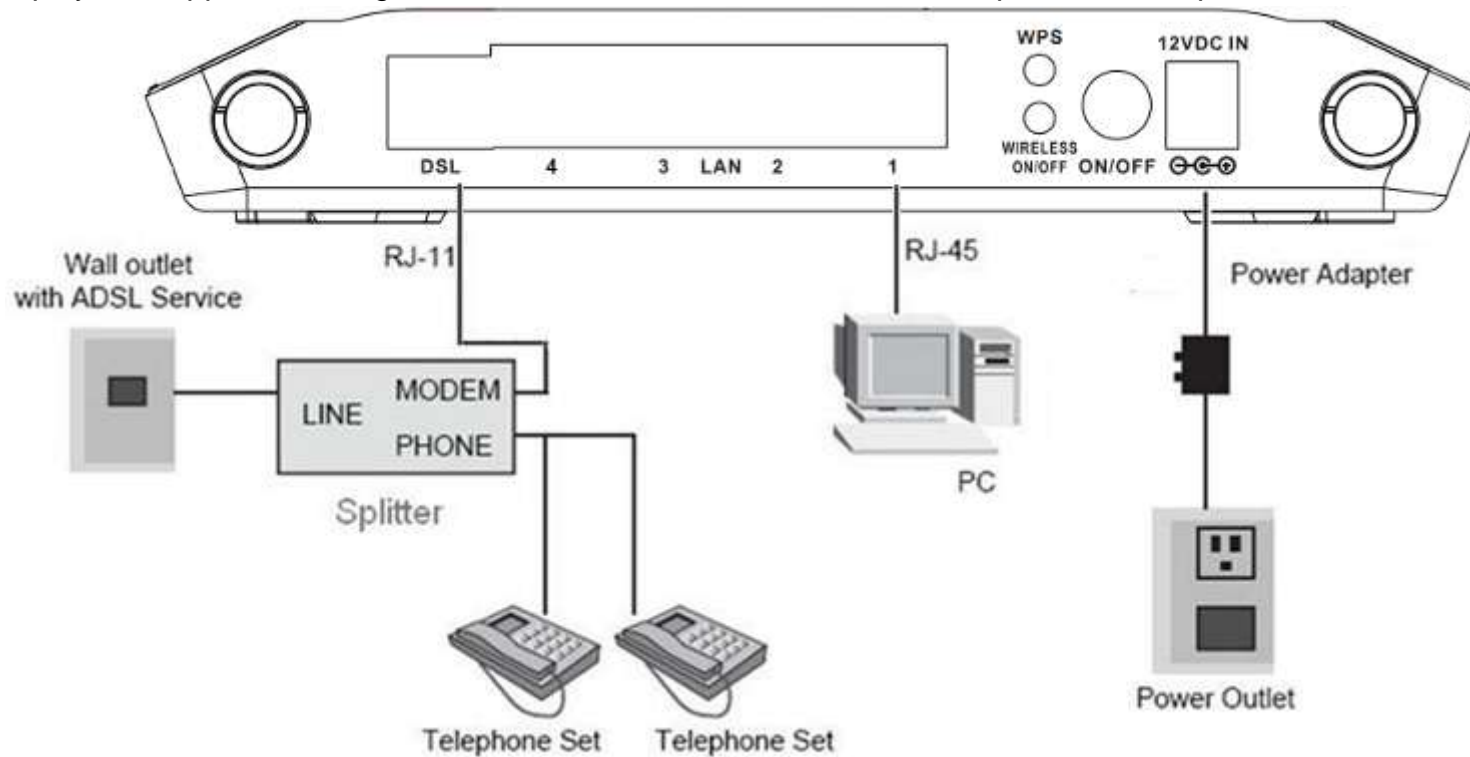 WPS
12VDC IN
WIRELESS
ON/OFF
ON/OFF
DSL 4 3 LAN 2 1
RJ-11
RJ-45
Power Adapter
Wall outlet
with ADSL Service
LINE
MODEM
PHONE
Splitter
PC
Power Outlet
Telephone Set Telephone Set